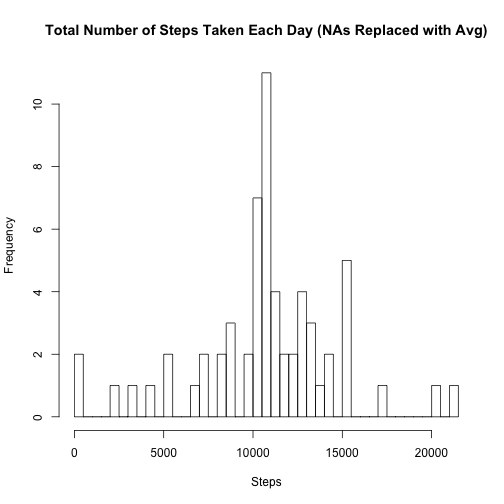 Total Number of Steps Taken Each Day (NAs Replaced with Avg)
10
8
6
4
2
0
Frequency
0 5000 10000 15000 20000
Steps